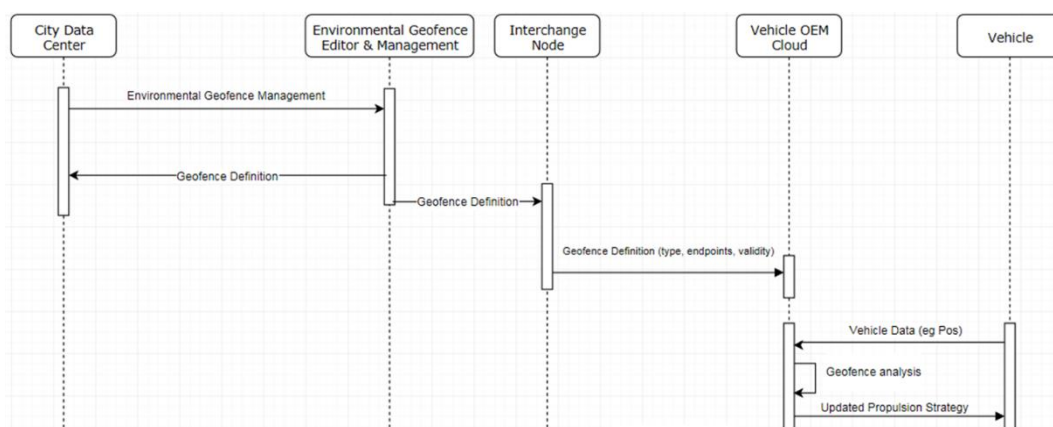 City Data
Center
Environmental Geofence
Editor & Management
Interchange
Node
Vehicle OEM
Cloud
Vehicle
Environmental Geofence Management
Geofence Definition
Geofence Definition
Geofence Definition (type, endpoints, validity)
Vehicle Data (eg Pos)
Geofence analysis
Updated Propulsion Strategy